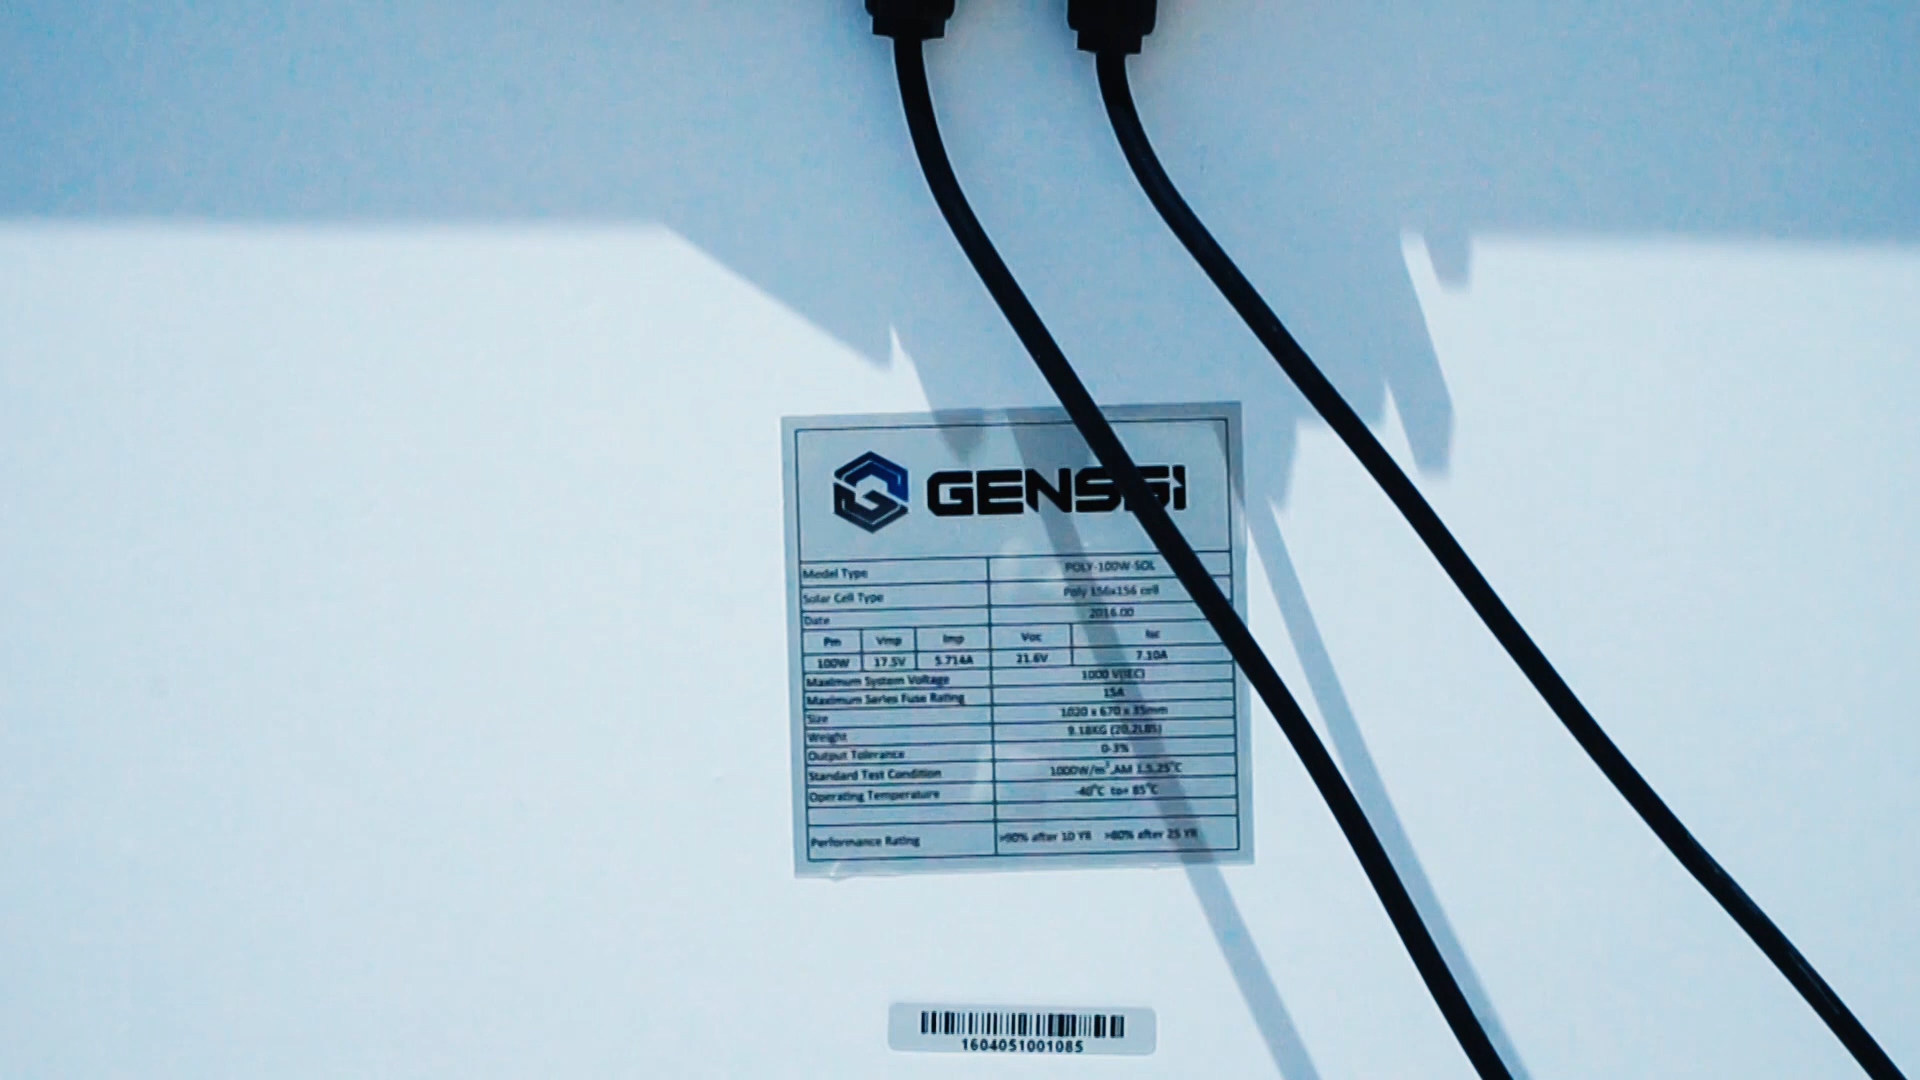 GENSSI
Model Type POLY-100W-SOL
Solar Cell Type Poly 156x156 cell
Date 2016.00
Pm Vmp Imp Voc Isc
100W 17.5V 5.714A 21.6V 7.10A
Maximum System Voltage 1000 V(IEC)
Maximum Series Fuse Rating 15A
Size 1020 x 670 x 35mm
Weight 9.18KG (20.2LBS)
Output Tolerance 0-3%
Standard Test Condition 1000W/m²,AM 1.5,25°C
Operating Temperature -40°C to+ 85°C
Performance Rating >90% after 10 YR >80% after 25 YR
1604051001085